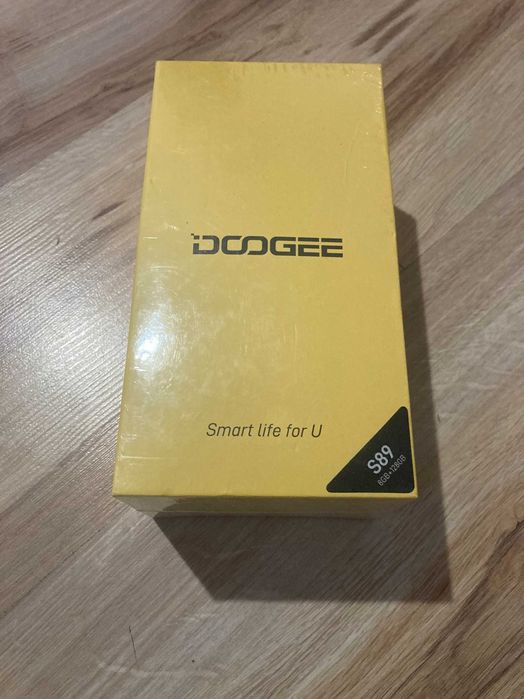 DOOGEE
Smart life for U
S89
8GB+128GB